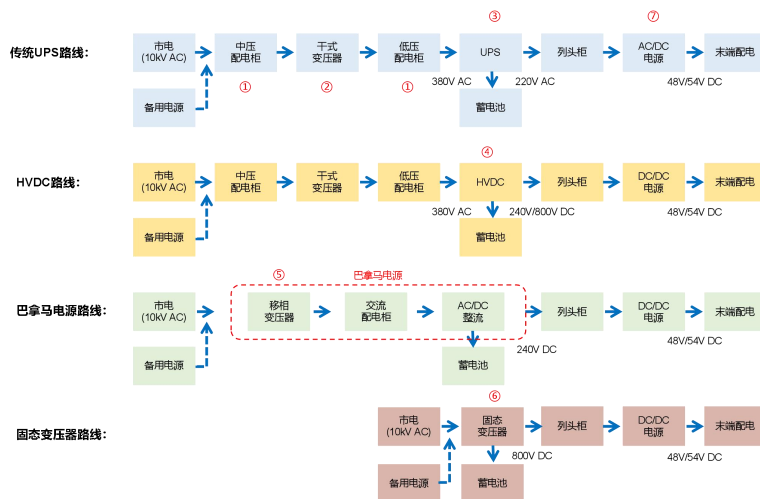 ③
⑦
传统UPS路线：
市电
(10kV AC)
中压
配电柜
干式
变压器
低压
配电柜
UPS
列头柜
AC/DC
电源
末端配电
①
②
①
380V AC
220V AC
48V/54V DC
备用电源
蓄电池
④
HVDC路线：
市电
(10kV AC)
中压
配电柜
干式
变压器
低压
配电柜
HVDC
列头柜
DC/DC
电源
末端配电
380V AC
240V/800V DC
48V/54V DC
备用电源
蓄电池
⑤
巴拿马电源
巴拿马电源路线：
市电
(10kV AC)
移相
变压器
交流
配电柜
AC/DC
整流
列头柜
DC/DC
电源
末端配电
240V DC
48V/54V DC
备用电源
蓄电池
⑥
固态变压器路线：
市电
(10kV AC)
固态
变压器
列头柜
DC/DC
电源
末端配电
800V DC
48V/54V DC
备用电源
蓄电池